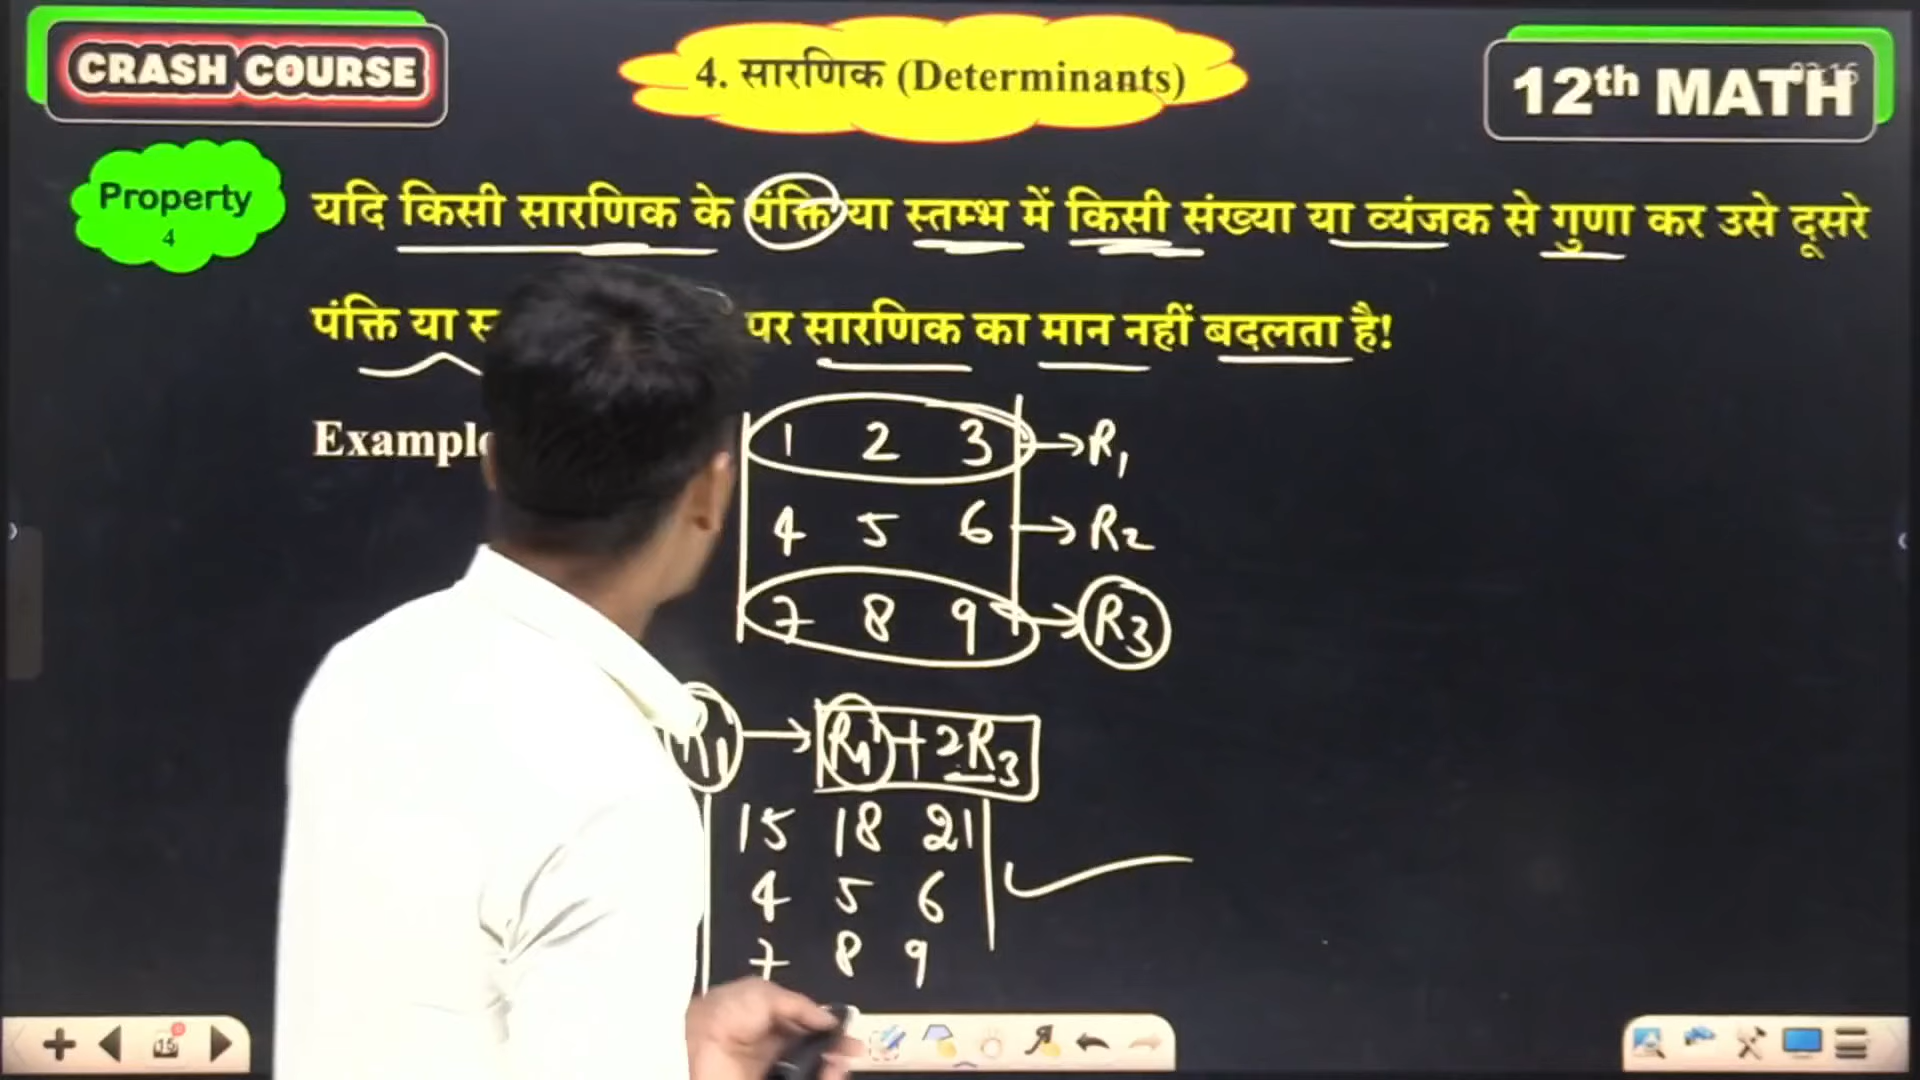 CRASH COURSE
4. सारणिक (Determinants)
12th MATH
Property
4
यदि किसी सारणिक के पंक्ति या स्तम्भ में किसी संख्या या व्यंजक से गुणा कर उसे दूसरे
पंक्ति या पर सारणिक का मान नहीं बदलता है!
1 2 3 → R1
4 5 6 → R2
7 8 9 → R3
R1 → R1 + 2R3
15 18 21
4 5 6
7 8 9
15